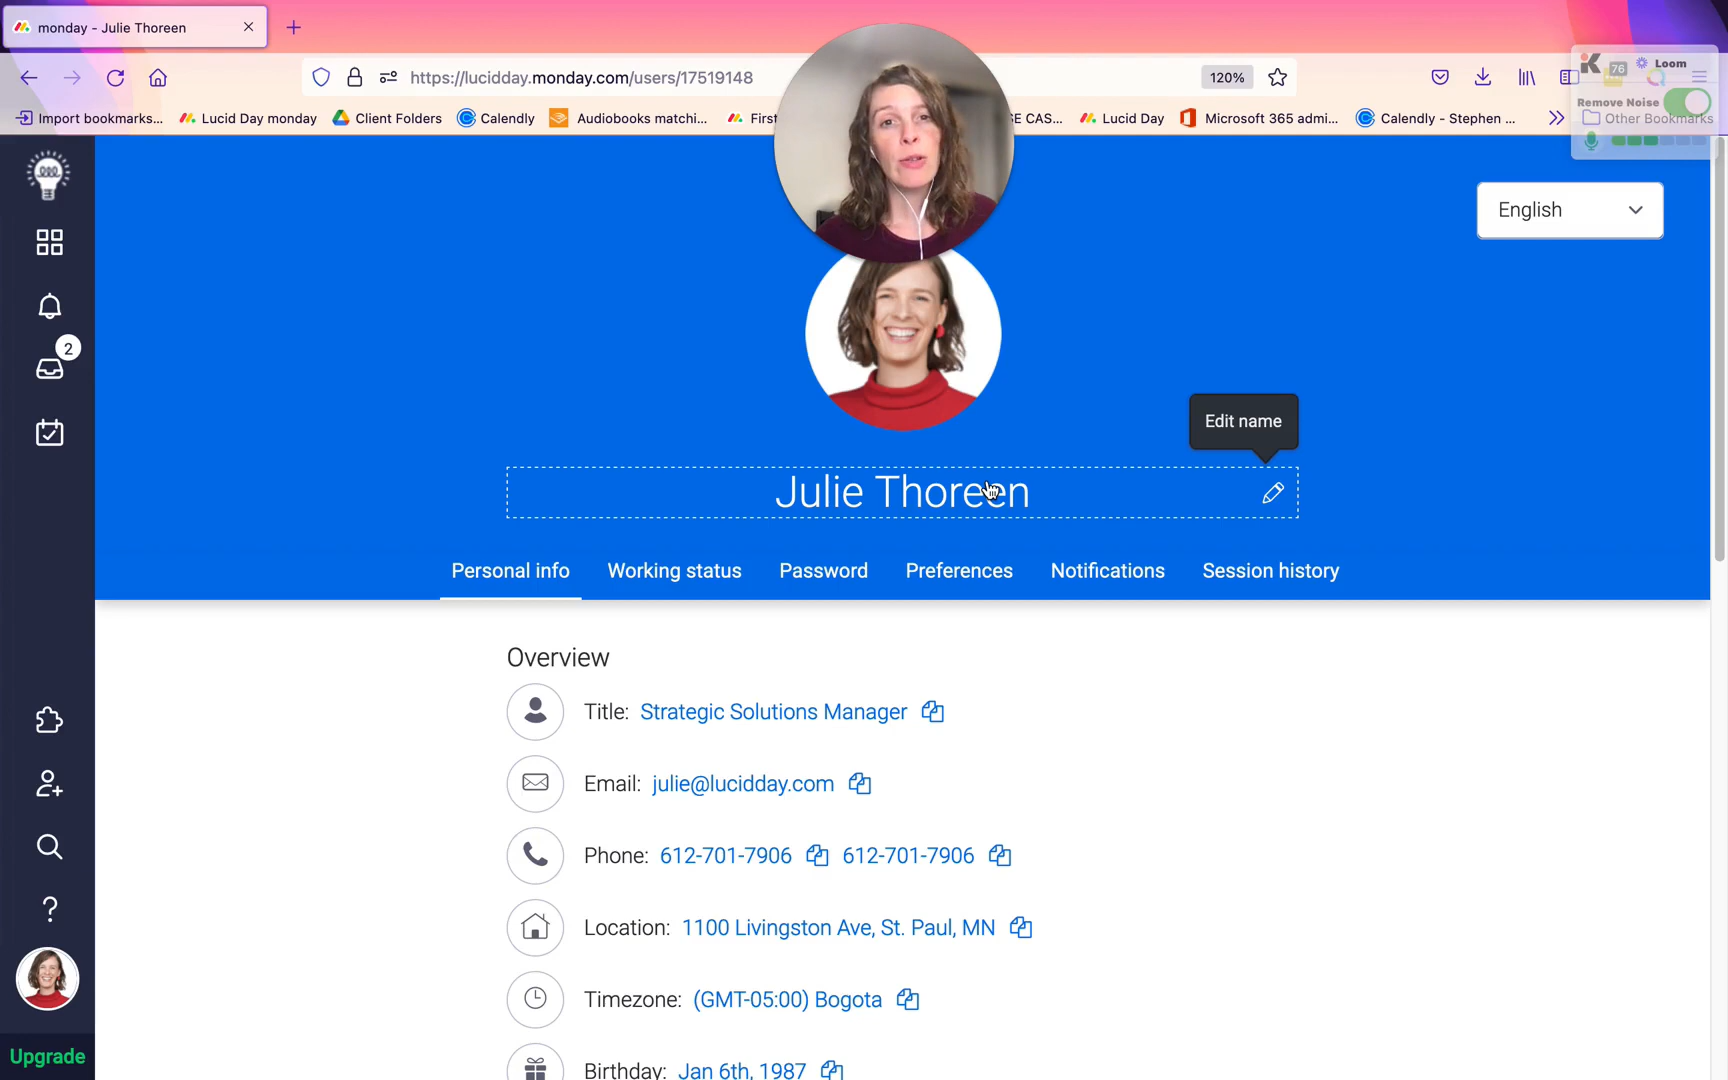 monday - Julie Thoreen
https://lucidday.monday.com/users/17519148
120%
76
Loom
Remove Noise
Import bookmarks...
Lucid Day monday
Client Folders
Calendly
Audiobooks matchi...
First
SE CAS...
Lucid Day
Microsoft 365 admi...
Calendly - Stephen ...
Other Bookmarks
English
2
Edit name
Julie Thoreen
Personal info
Working status
Password
Preferences
Notifications
Session history
Overview
Title: Strategic Solutions Manager
Email: julie@lucidday.com
Phone: 612-701-7906 612-701-7906
Location: 1100 Livingston Ave, St. Paul, MN
Timezone: (GMT-05:00) Bogota
Birthday: Jan 6th, 1987
Upgrade